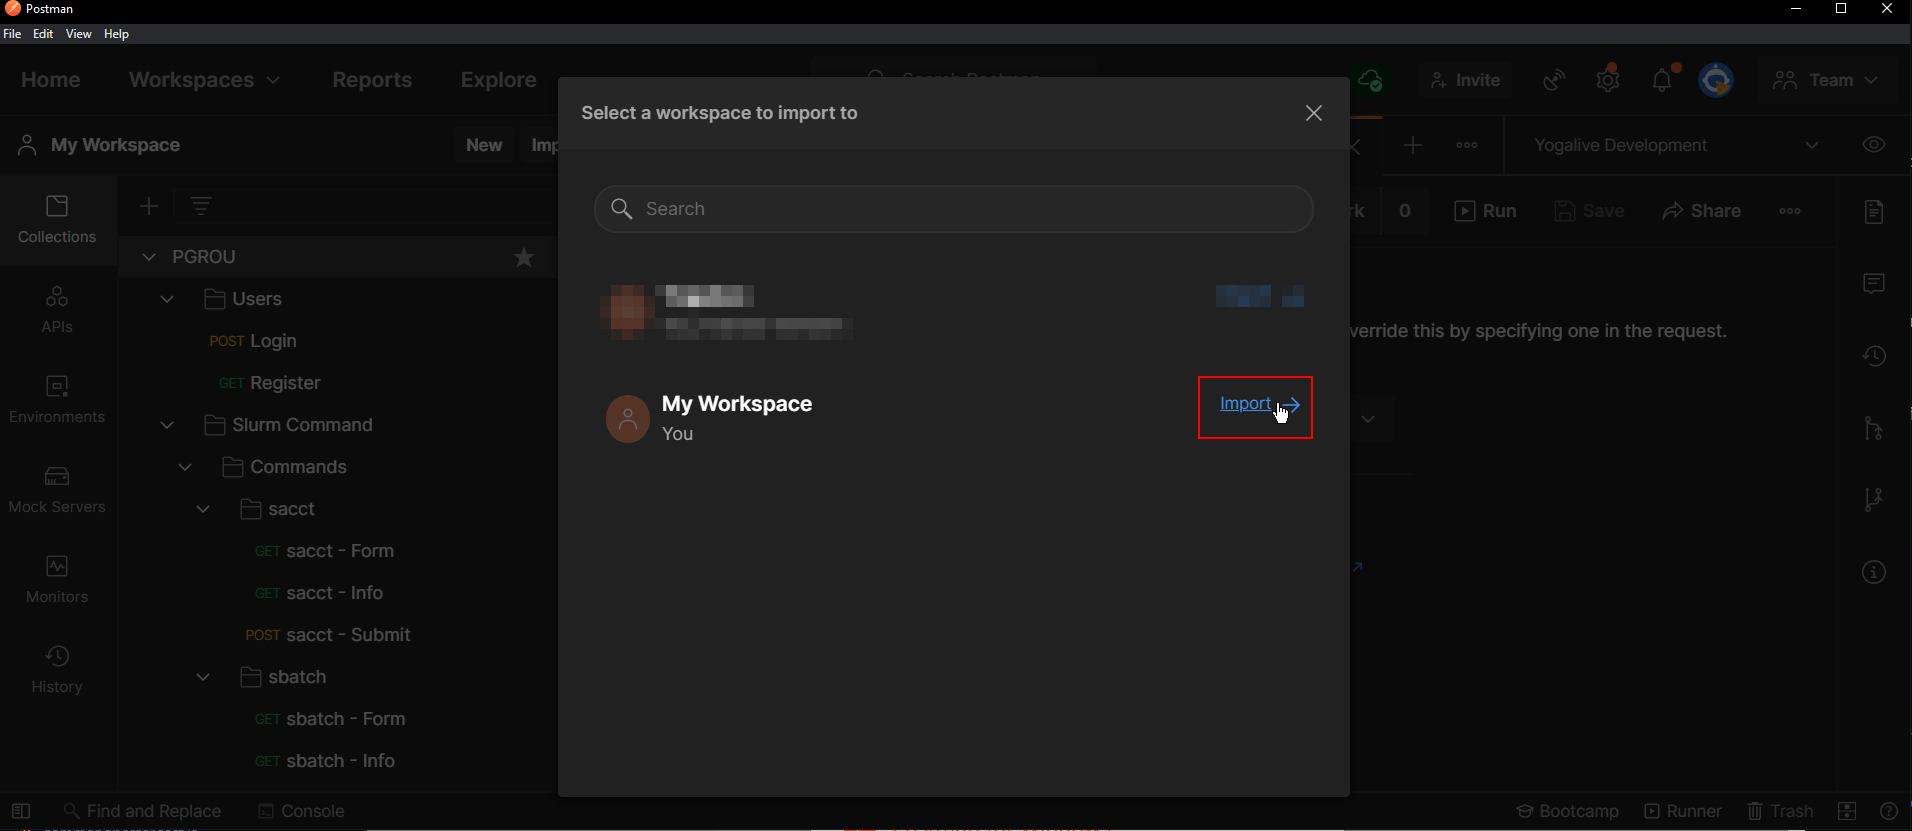 Postman
File Edit View Help
Home Workspaces Reports Explore
Invite
Team
My Workspace
New
Select a workspace to import to
Search
Yogalive Development
0 Run Save Share
Collections
APIs
Environments
Mock Servers
Monitors
History
PGROU
Users
POST Login
GET Register
Slurm Command
Commands
sacct
GET sacct - Form
GET sacct - Info
POST sacct - Submit
sbatch
GET sbatch - Form
GET sbatch - Info
My Workspace
You
Import
verride this by specifying one in the request.
Find and Replace Console
Bootcamp Runner Trash